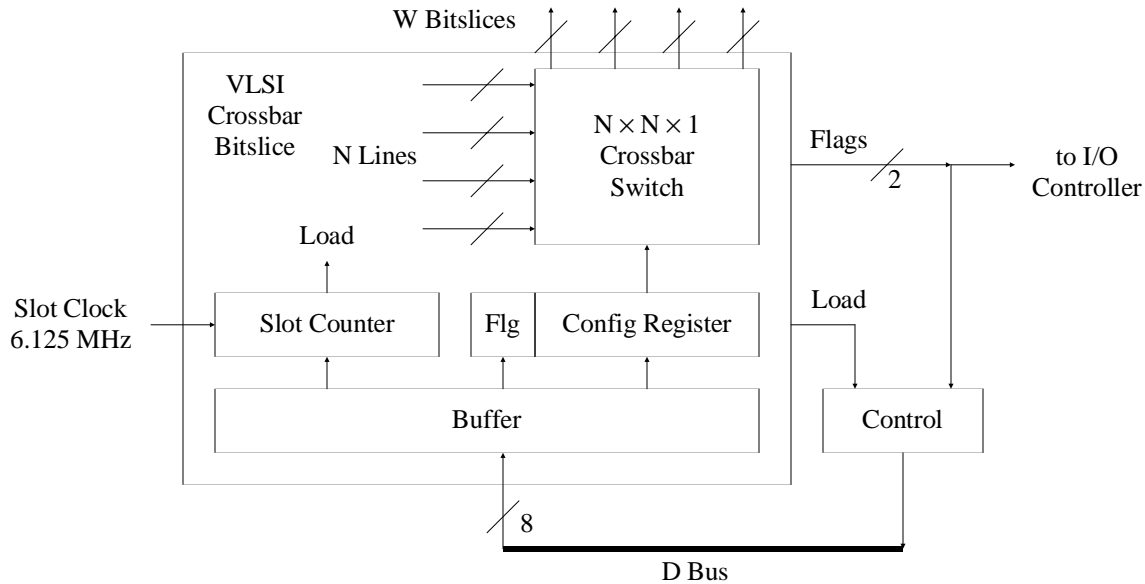 W Bitslices
VLSI
Crossbar
Bitslice
N Lines
N × N × 1
Crossbar
Switch
Flags
2
to I/O
Controller
Load
Slot Clock
6.125 MHz
Slot Counter
Flg
Config Register
Load
Buffer
Control
8
D Bus